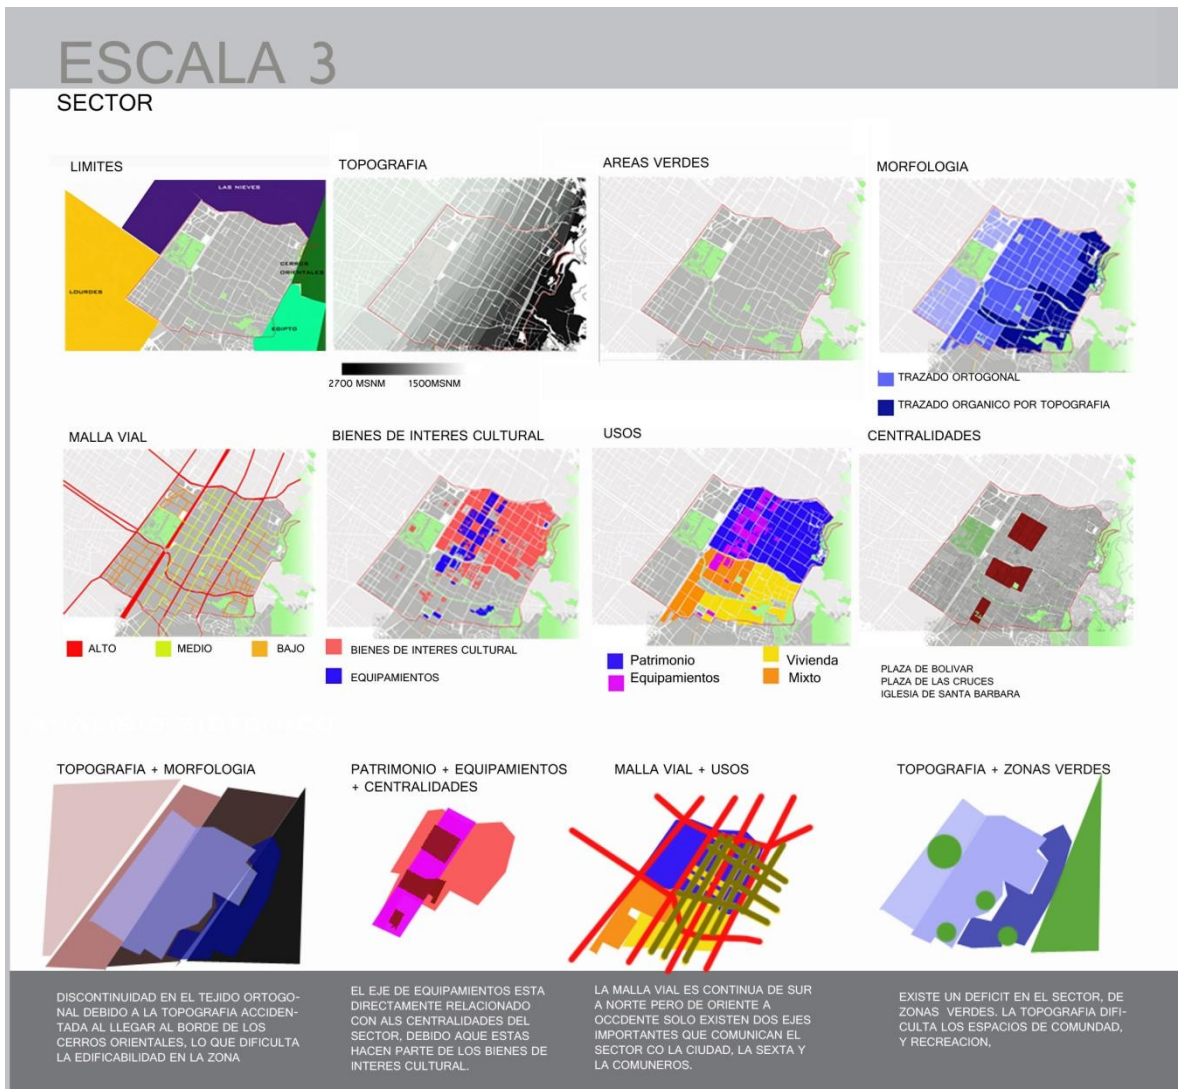 ESCALA 3
SECTOR
LIMITES
TOPOGRAFIA
AREAS VERDES
MORFOLOGIA
LAS NIEVES
CERROS
ORIENTALES
LOURDES
EGIPTO
2700 MSNM 1500MSNM
TRAZADO ORTOGONAL
TRAZADO ORGANICO POR TOPOGRAFIA
MALLA VIAL
BIENES DE INTERES CULTURAL
USOS
CENTRALIDADES
ALTO MEDIO BAJO
BIENES DE INTERES CULTURAL
EQUIPAMIENTOS
Patrimonio
Equipamientos
Vivienda
Mixto
PLAZA DE BOLIVAR
PLAZA DE LAS CRUCES
IGLESIA DE SANTA BARBARA
TOPOGRAFIA + MORFOLOGIA
PATRIMONIO + EQUIPAMIENTOS
+ CENTRALIDADES
MALLA VIAL + USOS
TOPOGRAFIA + ZONAS VERDES
DISCONTINUIDAD EN EL TEJIDO ORTOGO-
NAL DEBIDO A LA TOPOGRAFIA ACCIDEN-
TADA AL LLEGAR AL BORDE DE LOS
CERROS ORIENTALES, LO QUE DIFICULTA
LA EDIFICABILIDAD EN LA ZONA
EL EJE DE EQUIPAMIENTOS ESTA
DIRECTAMENTE RELACIONADO
CON ALS CENTRALIDADES DEL
SECTOR, DEBIDO AQUE ESTAS
HACEN PARTE DE LOS BIENES DE
INTERES CULTURAL.
LA MALLA VIAL ES CONTINUA DE SUR
A NORTE PERO DE ORIENTE A
OCCDENTE SOLO EXISTEN DOS EJES
IMPORTANTES QUE COMUNICAN EL
SECTOR CO LA CIUDAD, LA SEXTA Y
LA COMUNEROS.
EXISTE UN DEFICIT EN EL SECTOR, DE
ZONAS VERDES. LA TOPOGRAFIA DIFI-
CULTA LOS ESPACIOS DE COMUNDAD,
Y RECREACION,